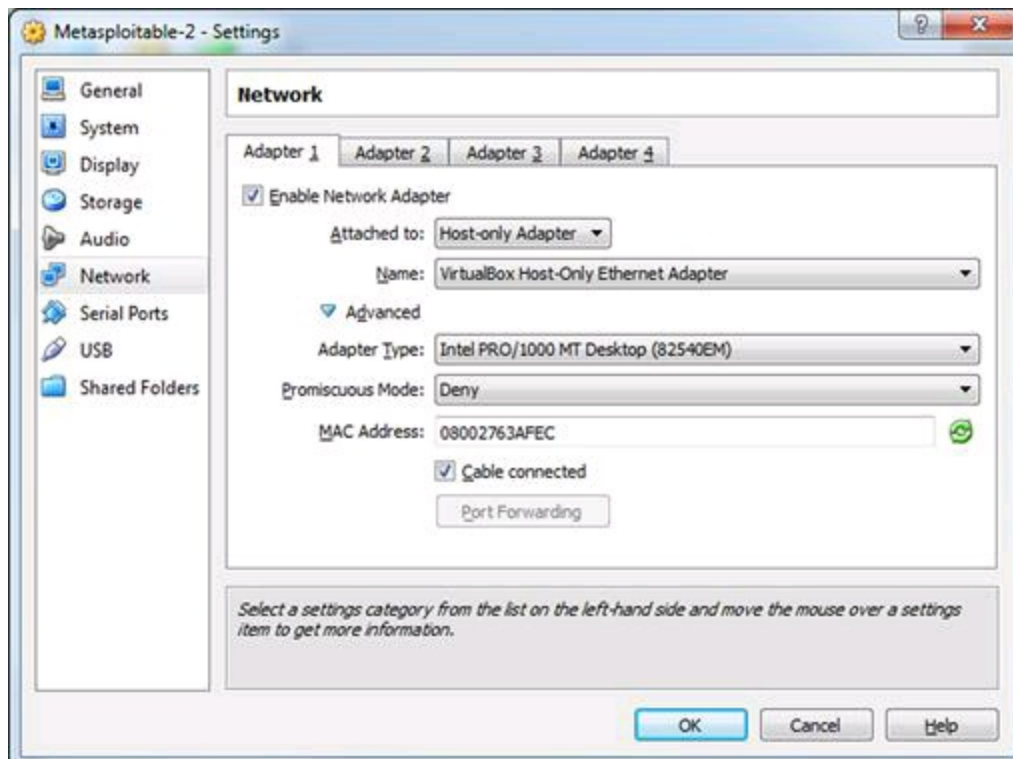 Metasploitable-2 - Settings
General
System
Display
Storage
Audio
Network
Serial Ports
USB
Shared Folders
Network
Adapter 1 Adapter 2 Adapter 3 Adapter 4
Enable Network Adapter
Attached to: Host-only Adapter
Name: VirtualBox Host-Only Ethernet Adapter
Advanced
Adapter Type: Intel PRO/1000 MT Desktop (82540EM)
Promiscuous Mode: Deny
MAC Address: 08002763AFEC
Cable connected
Port Forwarding
Select a settings category from the list on the left-hand side and move the mouse over a settings
item to get more information.
OK Cancel Help